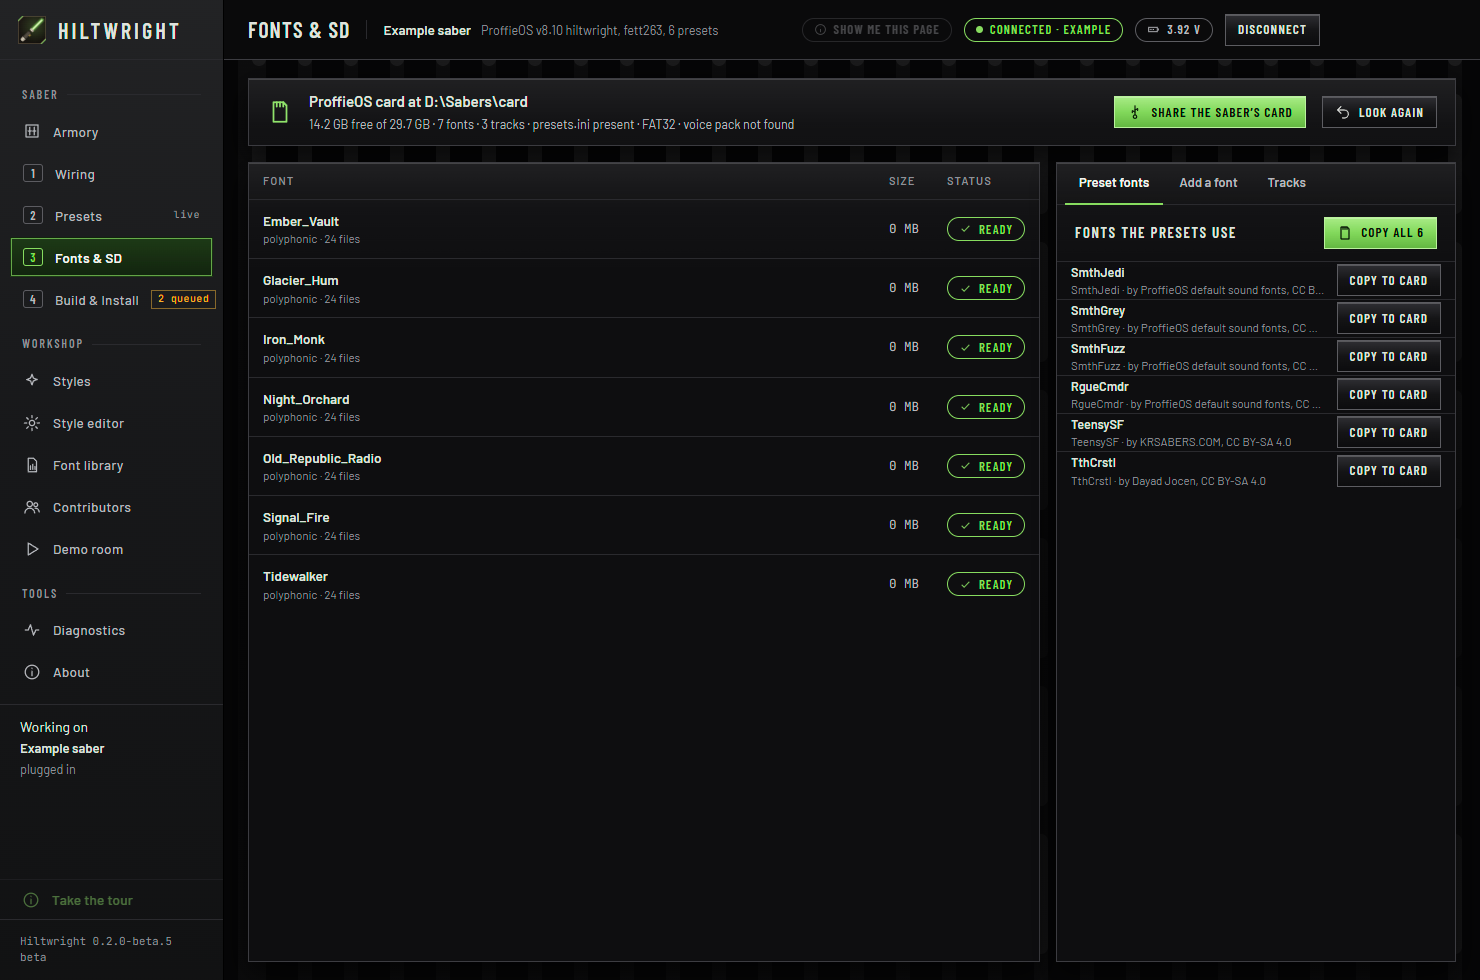 HILTWRIGHT
SABER
Armory
1 Wiring
2 Presets live
3 Fonts & SD
4 Build & Install 2 queued
WORKSHOP
Styles
Style editor
Font library
Contributors
Demo room
TOOLS
Diagnostics
About
Working on
Example saber
plugged in
Take the tour
Hiltwright 0.2.0-beta.5
beta
FONTS & SD
Example saber ProffieOS v8.10 hiltwright, fett263, 6 presets
SHOW ME THIS PAGE
CONNECTED · EXAMPLE
3.92 V
DISCONNECT
ProffieOS card at D:\Sabers\card
14.2 GB free of 29.7 GB · 7 fonts · 3 tracks · presets.ini present · FAT32 · voice pack not found
SHARE THE SABER'S CARD
LOOK AGAIN
FONT SIZE STATUS
Ember_Vault
polyphonic · 24 files
0 MB
READY
Glacier_Hum
polyphonic · 24 files
0 MB
READY
Iron_Monk
polyphonic · 24 files
0 MB
READY
Night_Orchard
polyphonic · 24 files
0 MB
READY
Old_Republic_Radio
polyphonic · 24 files
0 MB
READY
Signal_Fire
polyphonic · 24 files
0 MB
READY
Tidewalker
polyphonic · 24 files
0 MB
READY
Preset fonts Add a font Tracks
FONTS THE PRESETS USE
COPY ALL 6
SmthJedi
SmthJedi · by ProffieOS default sound fonts, CC B...
COPY TO CARD
SmthGrey
SmthGrey · by ProffieOS default sound fonts, CC ...
COPY TO CARD
SmthFuzz
SmthFuzz · by ProffieOS default sound fonts, CC ...
COPY TO CARD
RgueCmdr
RgueCmdr · by ProffieOS default sound fonts, CC ...
COPY TO CARD
TeensySF
TeensySF · by KRSABERS.COM, CC BY-SA 4.0
COPY TO CARD
TthCrstl
TthCrstl · by Dayad Jocen, CC BY-SA 4.0
COPY TO CARD